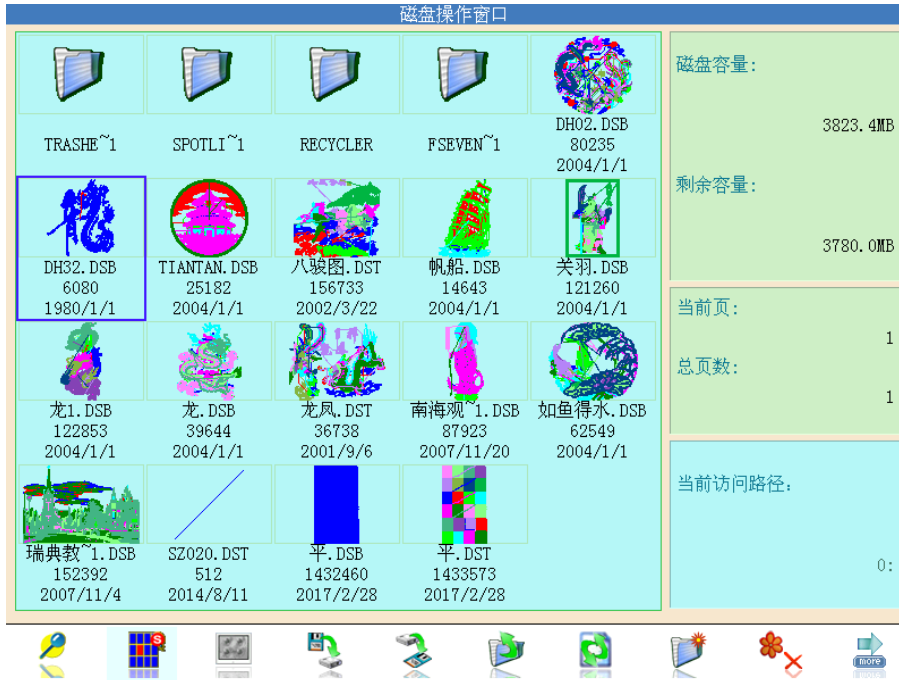 磁盘操作窗口
TRASHE~1
SPOTLI~1
RECYCLER
FSEVEN~1
DH02.DSB
80235
2004/1/1
DH32.DSB
6080
1980/1/1
TIANTAN.DSB
25182
2004/1/1
八骏图.DST
156733
2002/3/22
帆船.DSB
14643
2004/1/1
关羽.DSB
121260
2004/1/1
龙1.DSB
122853
2004/1/1
龙.DSB
39644
2004/1/1
龙凤.DST
36738
2001/9/6
南海观~1.DSB
87923
2007/11/20
如鱼得水.DSB
62549
2004/1/1
瑞典教~1.DSB
152392
2007/11/4
SZ020.DST
512
2014/8/11
平.DSB
1432460
2017/2/28
平.DST
1433573
2017/2/28
磁盘容量:
3823.4MB
剩余容量:
3780.0MB
当前页:
1
总页数:
1
当前访问路径:
0:
S
more